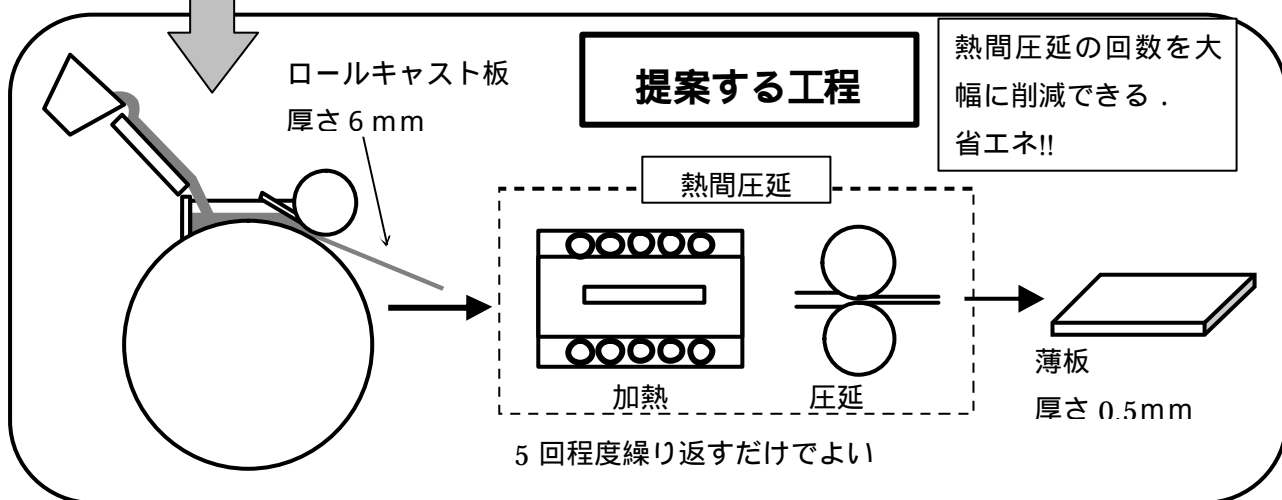 ロールキャスト板
厚さ 6 mm
提案する工程
熱間圧延の回数を大
幅に削減できる．
省エネ!!
熱間圧延
加熱
圧延
薄板
厚さ 0.5mm
5 回程度繰り返すだけでよい